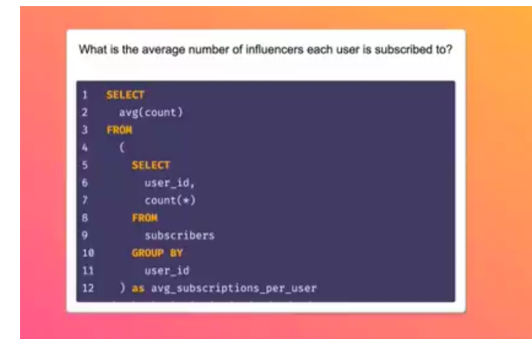 What is the average number of influencers each user is subscribed to?
1 SELECT
2 avg(count)
3 FROM
4 (
5 SELECT
6 user_id,
7 count(*)
8 FROM
9 subscribers
10 GROUP BY
11 user_id
12 ) as avg_subscriptions_per_user